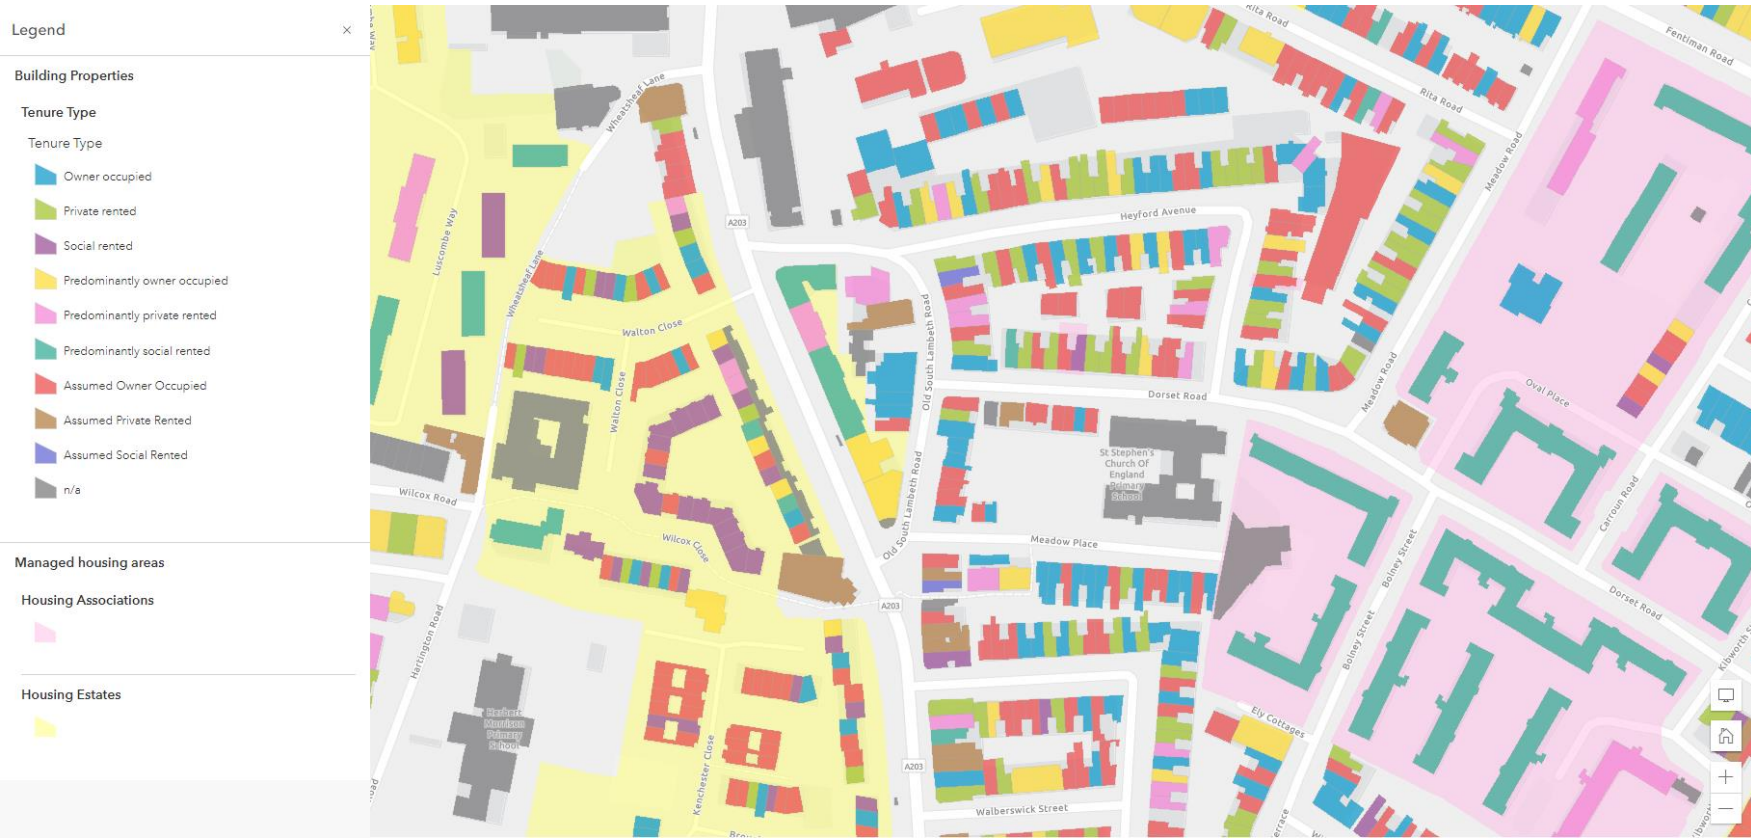 Legend
Building Properties
Tenure Type
Tenure Type
Owner occupied
Private rented
Social rented
Predominantly owner occupied
Predominantly private rented
Predominantly social rented
Assumed Owner Occupied
Assumed Private Rented
Assumed Social Rented
n/a
Managed housing areas
Housing Associations
Housing Estates
Rita Road
Fentiman Road
Wheatsheaf Lane
Rita Road
Meadow Road
Luscombe Way
A203
Heyford Avenue
Wheatsheaf Lane
Walton Close
Old South Lambeth Road
Meadow Road
Walton Close
Dorset Road
Oval Place
St Stephen's
Church Of
England
Primary
School
Wilcox Road
Old South Lambeth Road
Carroun Road
Wilcox Close
Meadow Place
Bolney Street
Dorset Road
A203
Hartington Road
Bolney Street
Herbert
Morrison
Primary
School
Ely Cottages
Kenchester Close
A203
Walberswick Street